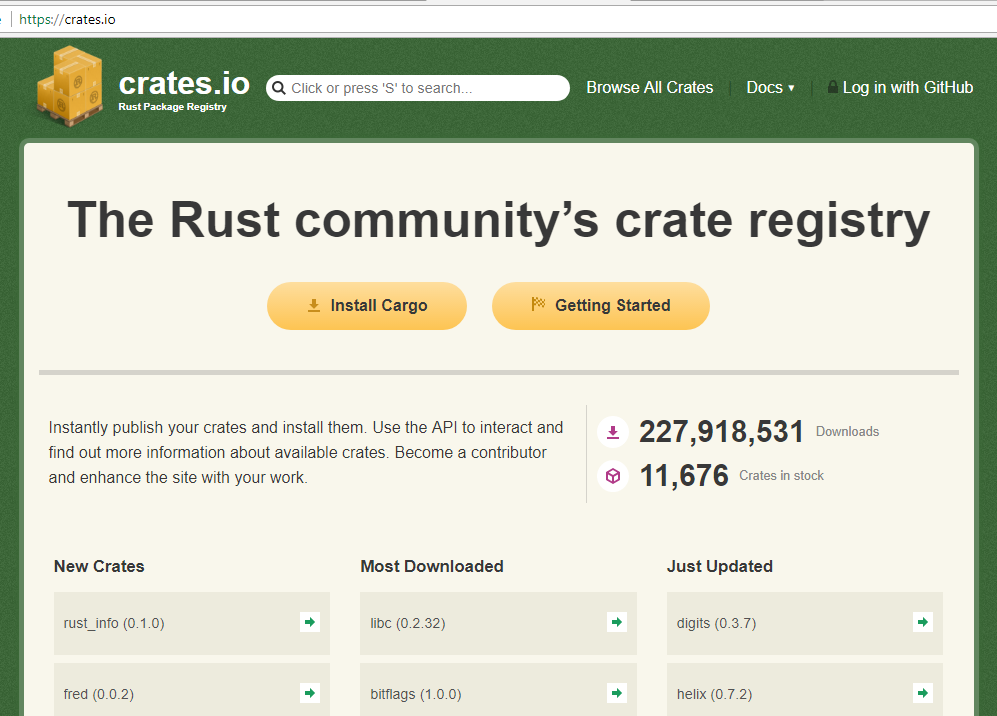 https://crates.io
crates.io
Rust Package Registry
Click or press 'S' to search...
Browse All Crates
Docs ▾
Log in with GitHub
The Rust community’s crate registry
Install Cargo
Getting Started
Instantly publish your crates and install them. Use the API to interact and
find out more information about available crates. Become a contributor
and enhance the site with your work.
227,918,531 Downloads
11,676 Crates in stock
New Crates
rust_info (0.1.0)
fred (0.0.2)
Most Downloaded
libc (0.2.32)
bitflags (1.0.0)
Just Updated
digits (0.3.7)
helix (0.7.2)